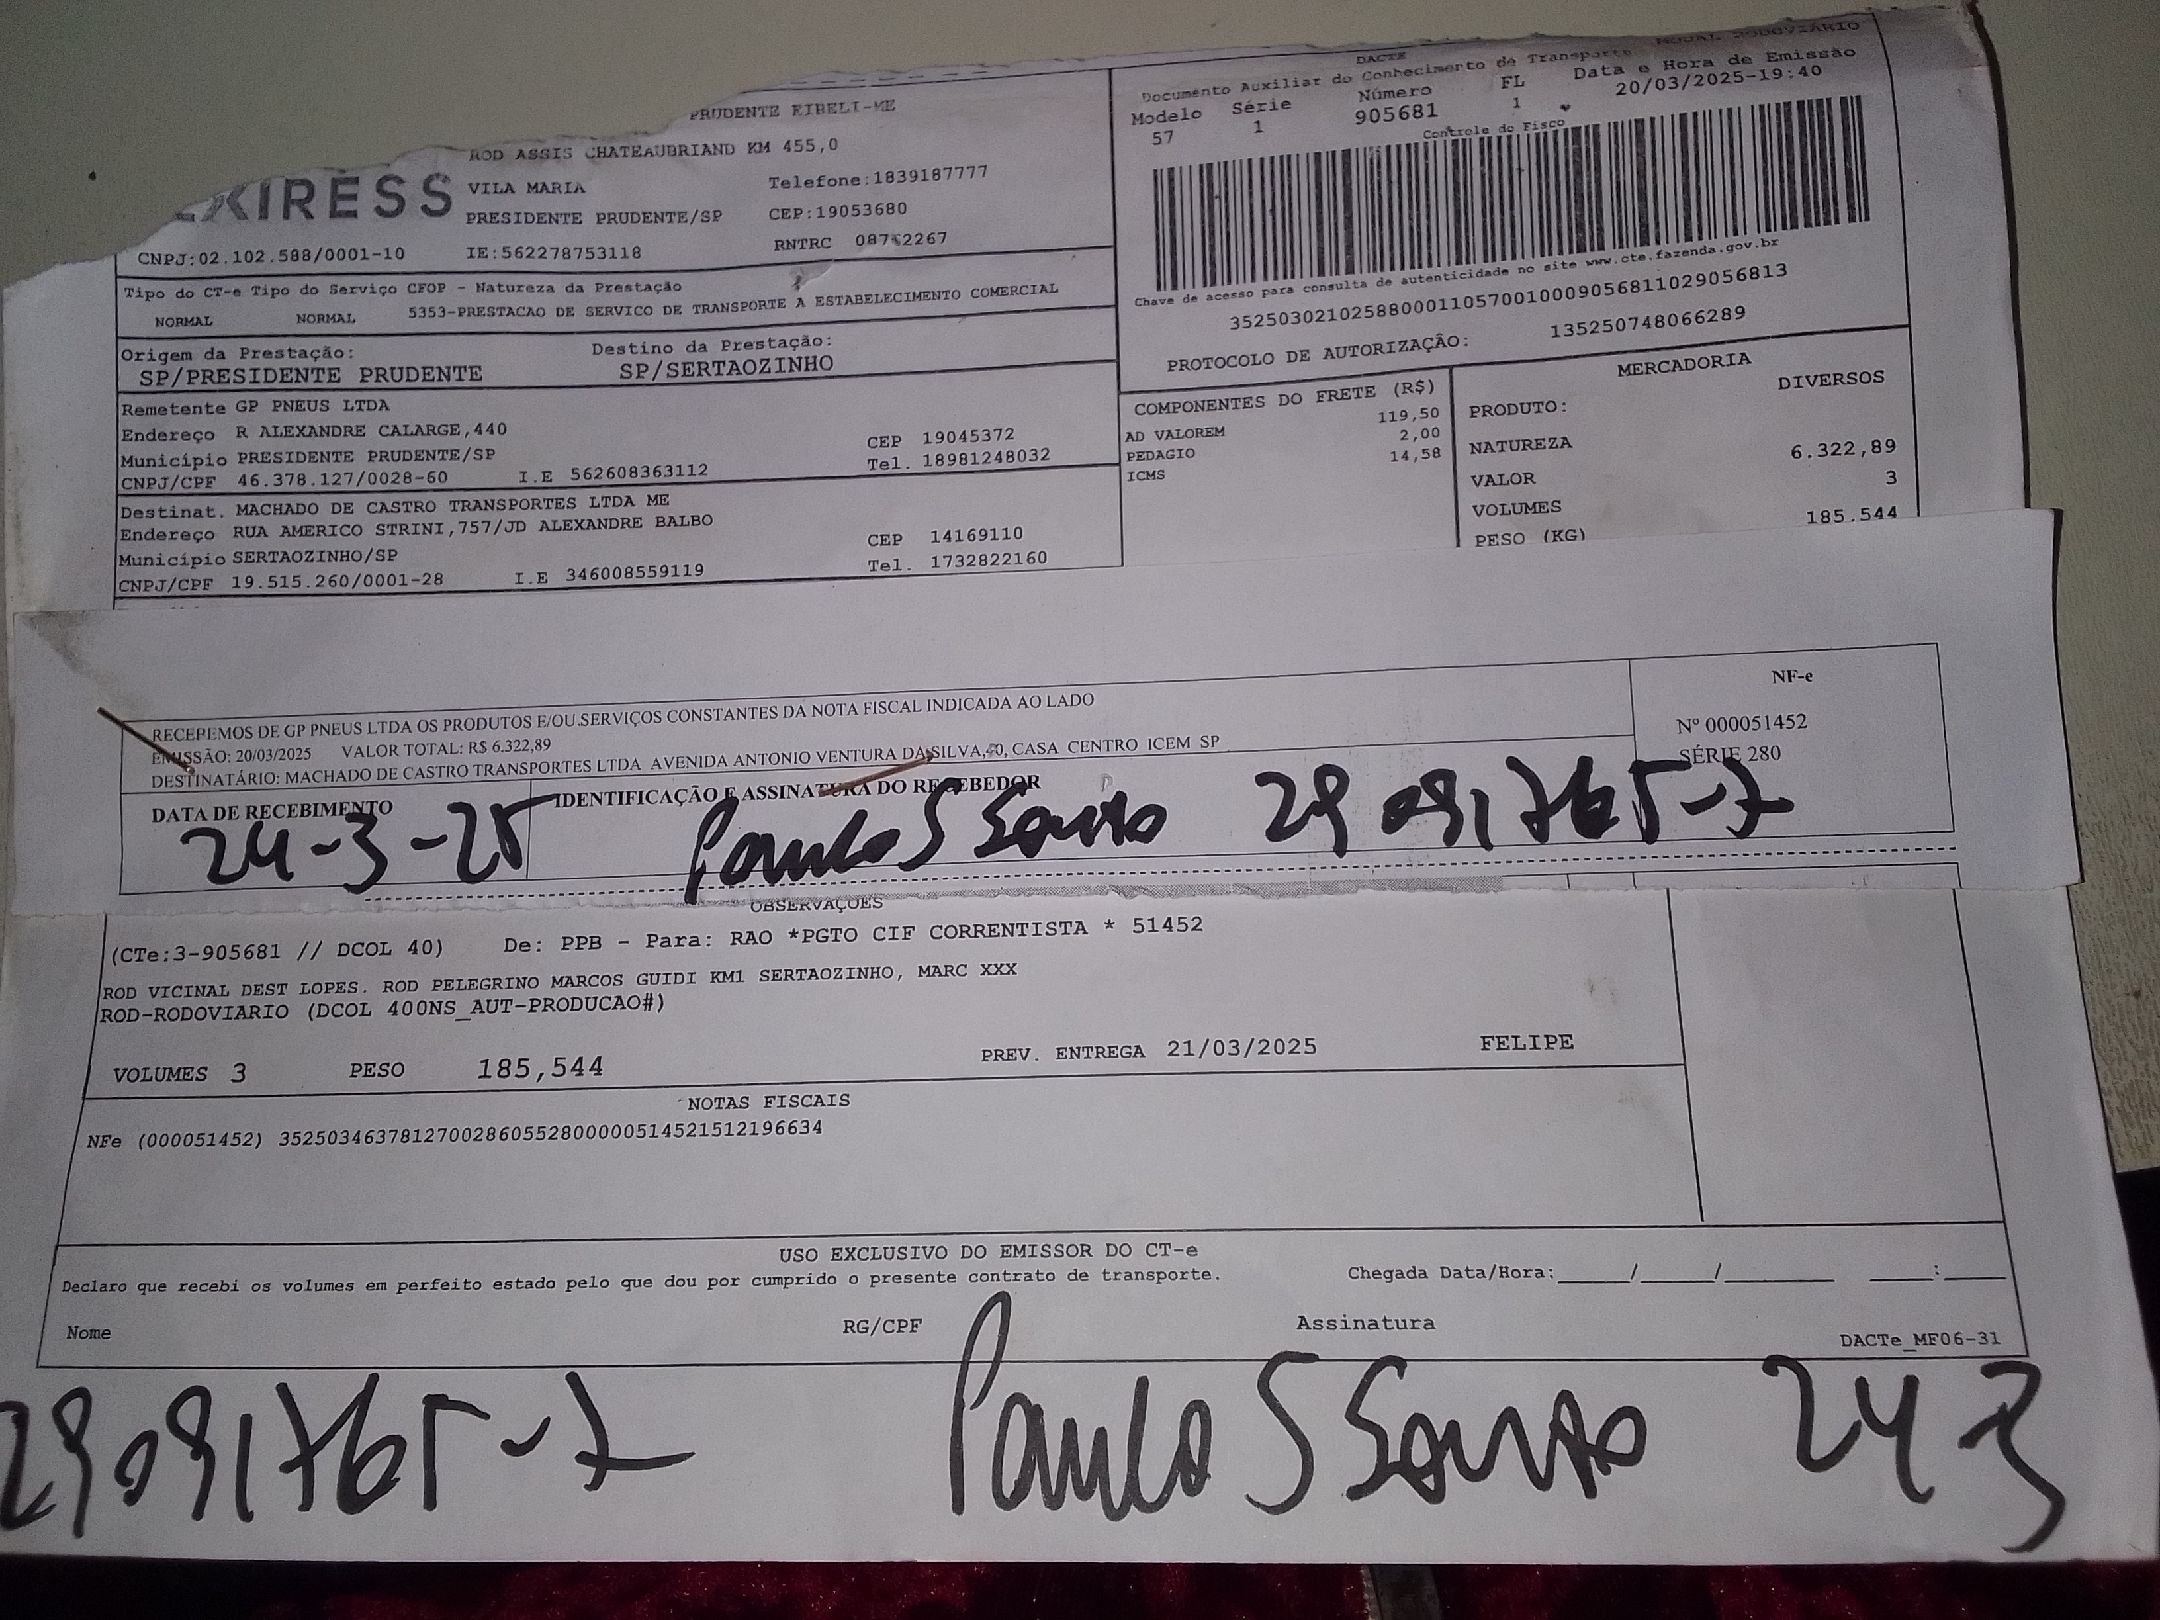 DACTE
MODAL RODOVIÁRIO
Documento Auxiliar do Conhecimento de Transporte
Modelo Série Número FL Data e Hora de Emissão
57 1 905681 1 20/03/2025-19:40
Controle do Fisco
PRUDENTE EIBELI-ME
ROD ASSIS CHATEAUBRIAND KM 455,0
VILA MARIA Telefone:1839187777
PRESIDENTE PRUDENTE/SP CEP:19053680
CNPJ:02.102.588/0001-10 IE:562278753118 RNTRC
Chave de acesso para consulta de autenticidade no site www.cte.fazenda.gov.br
35250302102588000110570010009056811029056813
PROTOCOLO DE AUTORIZAÇÃO: 135250748066289
Tipo do CT-e Tipo do Serviço CFOP - Natureza da Prestação
NORMAL NORMAL 5353-PRESTACAO DE SERVICO DE TRANSPORTE A ESTABELECIMENTO COMERCIAL
Origem da Prestação: Destino da Prestação:
SP/PRESIDENTE PRUDENTE SP/SERTAOZINHO
Remetente GP PNEUS LTDA
Endereço R ALEXANDRE CALARGE,440 CEP 19045372
Município PRESIDENTE PRUDENTE/SP Tel. 18981248032
CNPJ/CPF 46.378.127/0028-60 I.E 562608363112
Destinat. MACHADO DE CASTRO TRANSPORTES LTDA ME
Endereço RUA AMERICO STRINI,757/JD ALEXANDRE BALBO CEP 14169110
Município SERTAOZINHO/SP Tel. 1732822160
CNPJ/CPF 19.515.260/0001-28 I.E 346008559119
COMPONENTES DO FRETE (R$)
119,50
AD VALOREM 2,00
PEDAGIO 14,58
ICMS
MERCADORIA
PRODUTO: DIVERSOS
NATUREZA
VALOR 6.322,89
VOLUMES 3
PESO (KG) 185.544
RECEBEMOS DE GP PNEUS LTDA OS PRODUTOS E/OU SERVIÇOS CONSTANTES DA NOTA FISCAL INDICADA AO LADO
EMISSÃO: 20/03/2025 VALOR TOTAL: R$ 6.322,89
DESTINATÁRIO: MACHADO DE CASTRO TRANSPORTES LTDA AVENIDA ANTONIO VENTURA DA SILVA, CASA CENTRO ICEM SP
NF-e
Nº 000051452
SÉRIE 280
DATA DE RECEBIMENTO IDENTIFICAÇÃO E ASSINATURA DO RECEBEDOR
24-3-25 Paulo S Souto 29091765-7
OBSERVAÇÕES
(CTe:3-905681 // DCOL 40) De: PPB - Para: RAO *PGTO CIF CORRENTISTA * 51452
ROD VICINAL DEST LOPES. ROD PELEGRINO MARCOS GUIDI KM1 SERTAOZINHO, MARC XXX
ROD-RODOVIARIO (DCOL 400NS_AUT-PRODUCAO#)
VOLUMES 3 PESO 185,544 PREV. ENTREGA 21/03/2025 FELIPE
NOTAS FISCAIS
NFe (000051452) 35250346378127002860552800000514521512196634
USO EXCLUSIVO DO EMISSOR DO CT-e
Declaro que recebi os volumes em perfeito estado pelo que dou por cumprido o presente contrato de transporte. Chegada Data/Hora:_____/_____/________ ____:____
Nome RG/CPF Assinatura
DACTe_MF06-31
29091765-7 Paulo S Souto 24 3